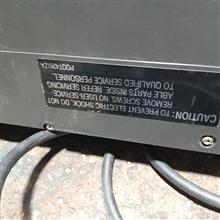 CAUTION:
TO PREVENT ELECTRIC SHOCK, DO NOT
REMOVE SCREWS. NO USER-SERVICE-
ABLE PARTS INSIDE. REFER SERVICING
TO QUALIFIED SERVICE PERSONNEL